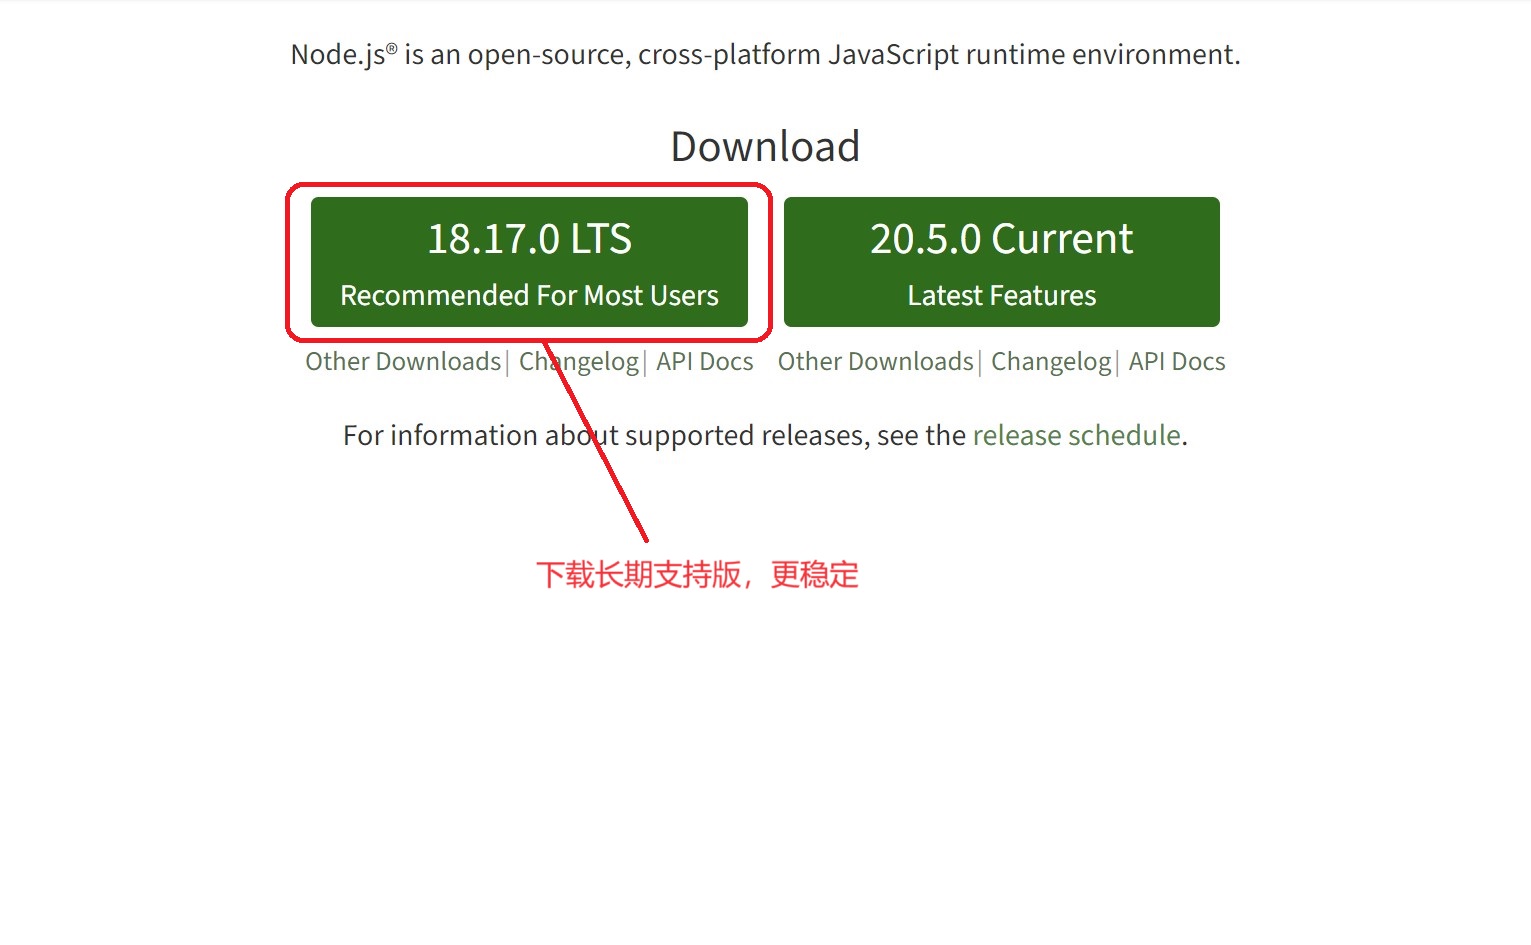 Node.js® is an open-source, cross-platform JavaScript runtime environment.
Download
18.17.0 LTS
Recommended For Most Users
20.5.0 Current
Latest Features
Other Downloads| Changelog| API Docs
Other Downloads| Changelog| API Docs
For information about supported releases, see the release schedule.
下载长期支持版，更稳定